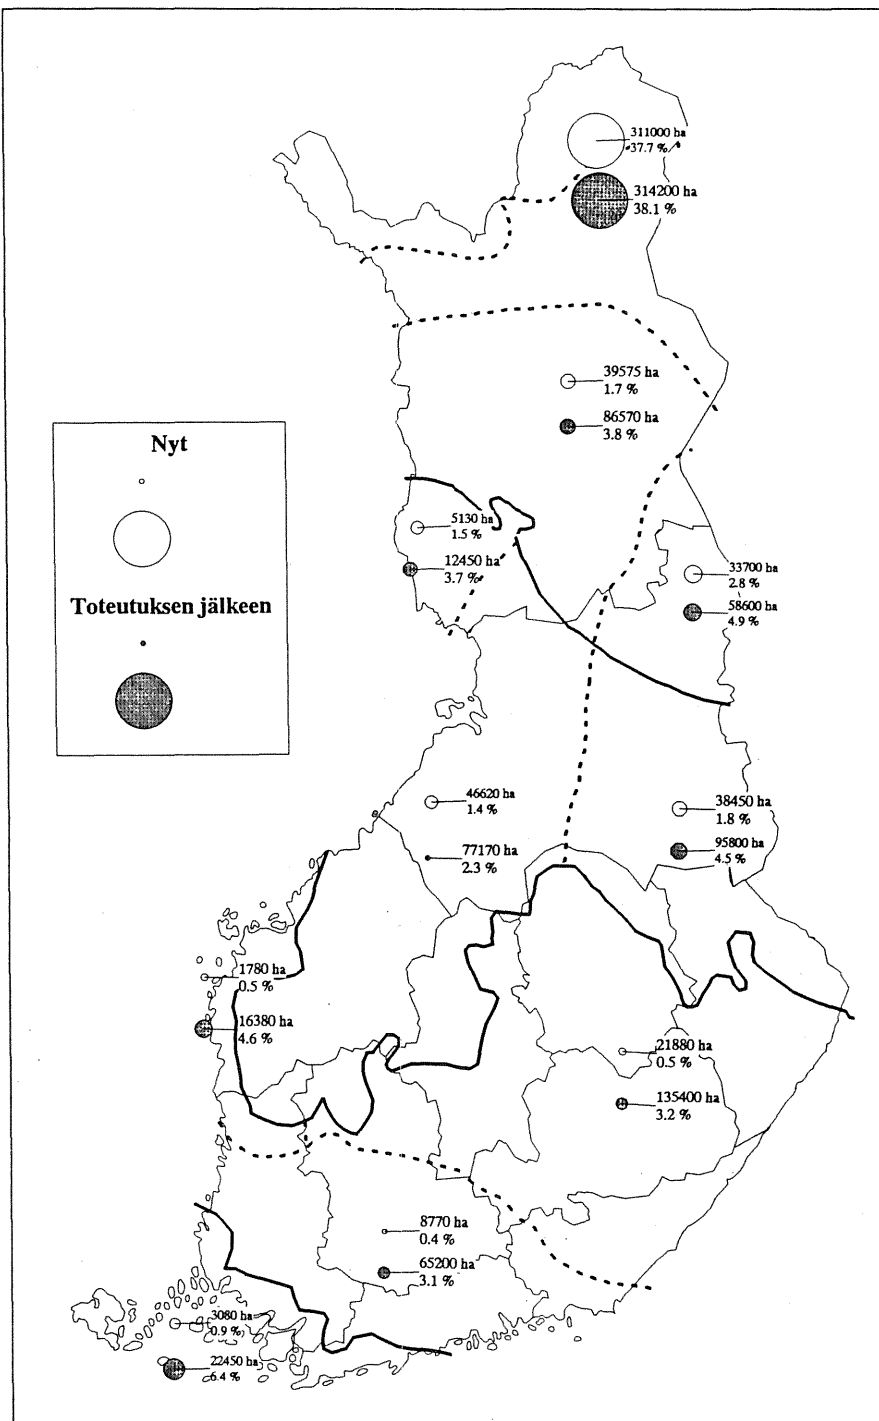 311000 ha
37.7 %
314200 ha
38.1 %
39575 ha
1.7 %
86570 ha
3.8 %
Nyt
Toteutuksen jälkeen
5130 ha
1.5 %
12450 ha
3.7 %
33700 ha
2.8 %
58600 ha
4.9 %
46620 ha
1.4 %
77170 ha
2.3 %
38450 ha
1.8 %
95800 ha
4.5 %
1780 ha
0.5 %
16380 ha
4.6 %
21880 ha
0.5 %
135400 ha
3.2 %
8770 ha
0.4 %
65200 ha
3.1 %
3080 ha
0.9 %
22450 ha
6.4 %